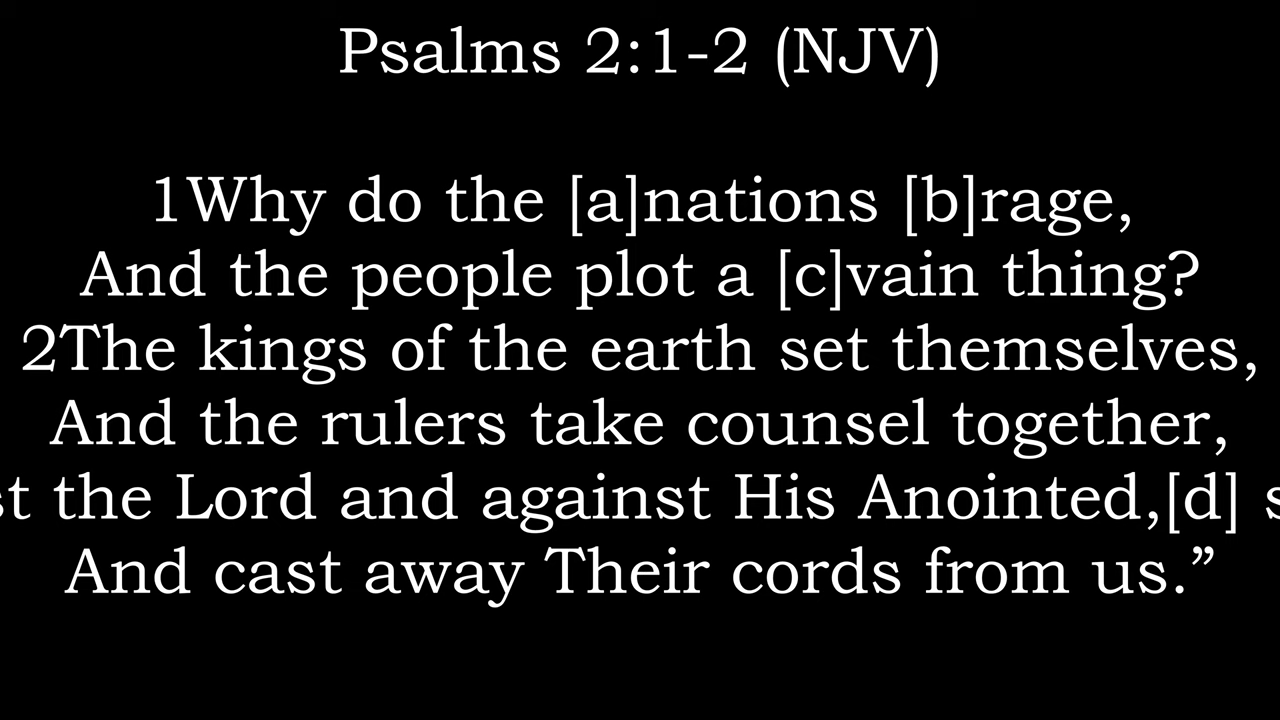 Psalms 2:1-2 (NJV)
1Why do the [a]nations [b]rage,
And the people plot a [c]vain thing?
2The kings of the earth set themselves,
And the rulers take counsel together,
st the Lord and against His Anointed,[d] s
And cast away Their cords from us.”